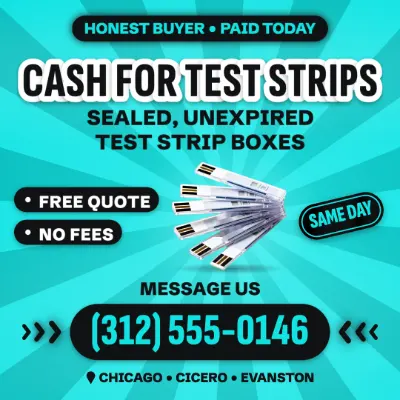 HONEST BUYER • PAID TODAY
CASH FOR TEST STRIPS
SEALED, UNEXPIRED
TEST STRIP BOXES
• FREE QUOTE
• NO FEES
SAME DAY
MESSAGE US
(312) 555-0146
CHICAGO • CICERO • EVANSTON